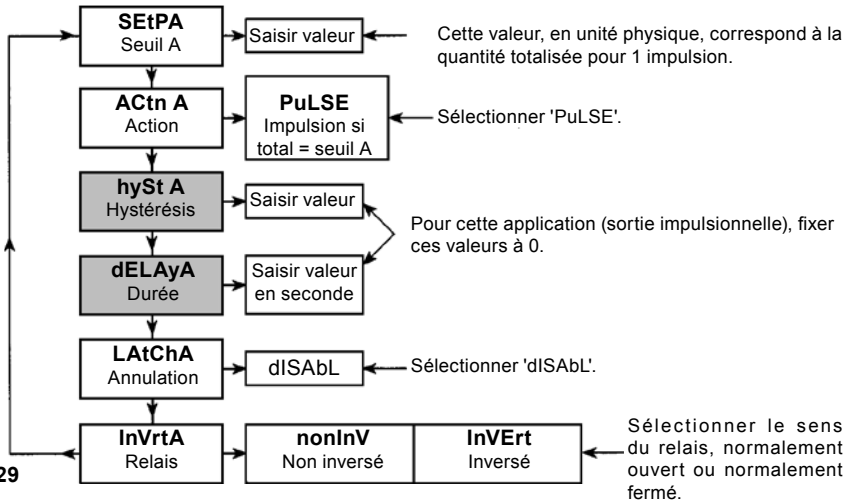 SEtPA
Seuil A
Saisir valeur
Cette valeur, en unité physique, correspond à la
quantité totalisée pour 1 impulsion.
ACtn A
Action
PuLSE
Impulsion si
total = seuil A
Sélectionner 'PuLSE'.
hySt A
Hystérésis
Saisir valeur
Pour cette application (sortie impulsionnelle), fixer
ces valeurs à 0.
dELAyA
Durée
Saisir valeur
en seconde
LAtChA
Annulation
dISAbL
Sélectionner 'dISAbL'.
InVrtA
Relais
nonInV
Non inversé
InVErt
Inversé
Sélectionner le sens
du relais, normalement
ouvert ou normalement
fermé.
29